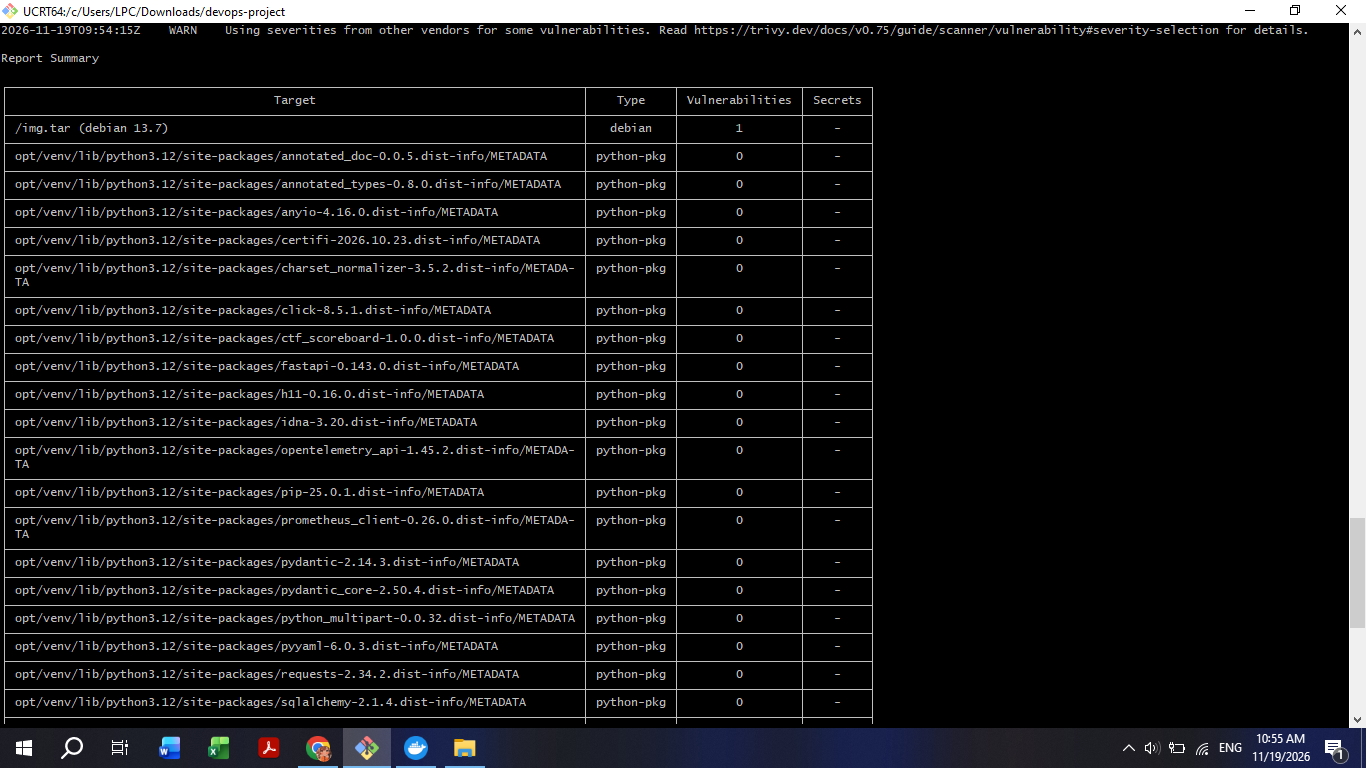 UCRT64:/c/Users/LPC/Downloads/devops-project
2026-11-19T09:54:15Z WARN Using severities from other vendors for some vulnerabilities. Read https://trivy.dev/docs/v0.75/guide/scanner/vulnerability#severity-selection for details.
Report Summary
Target Type Vulnerabilities Secrets
/img.tar (debian 13.7) debian 1 -
opt/venv/lib/python3.12/site-packages/annotated_doc-0.0.5.dist-info/METADATA python-pkg 0 -
opt/venv/lib/python3.12/site-packages/annotated_types-0.8.0.dist-info/METADATA python-pkg 0 -
opt/venv/lib/python3.12/site-packages/anyio-4.16.0.dist-info/METADATA python-pkg 0 -
opt/venv/lib/python3.12/site-packages/certifi-2026.10.23.dist-info/METADATA python-pkg 0 -
opt/venv/lib/python3.12/site-packages/charset_normalizer-3.5.2.dist-info/METADA- python-pkg 0 -
TA
opt/venv/lib/python3.12/site-packages/click-8.5.1.dist-info/METADATA python-pkg 0 -
opt/venv/lib/python3.12/site-packages/ctf_scoreboard-1.0.0.dist-info/METADATA python-pkg 0 -
opt/venv/lib/python3.12/site-packages/fastapi-0.143.0.dist-info/METADATA python-pkg 0 -
opt/venv/lib/python3.12/site-packages/h11-0.16.0.dist-info/METADATA python-pkg 0 -
opt/venv/lib/python3.12/site-packages/idna-3.20.dist-info/METADATA python-pkg 0 -
opt/venv/lib/python3.12/site-packages/opentelemetry_api-1.45.2.dist-info/METADA- python-pkg 0 -
TA
opt/venv/lib/python3.12/site-packages/pip-25.0.1.dist-info/METADATA python-pkg 0 -
opt/venv/lib/python3.12/site-packages/prometheus_client-0.26.0.dist-info/METADA- python-pkg 0 -
TA
opt/venv/lib/python3.12/site-packages/pydantic-2.14.3.dist-info/METADATA python-pkg 0 -
opt/venv/lib/python3.12/site-packages/pydantic_core-2.50.4.dist-info/METADATA python-pkg 0 -
opt/venv/lib/python3.12/site-packages/python_multipart-0.0.32.dist-info/METADATA python-pkg 0 -
opt/venv/lib/python3.12/site-packages/pyyaml-6.0.3.dist-info/METADATA python-pkg 0 -
opt/venv/lib/python3.12/site-packages/requests-2.34.2.dist-info/METADATA python-pkg 0 -
opt/venv/lib/python3.12/site-packages/sqlalchemy-2.1.4.dist-info/METADATA python-pkg 0 -
ENG
10:55 AM
11/19/2026
1